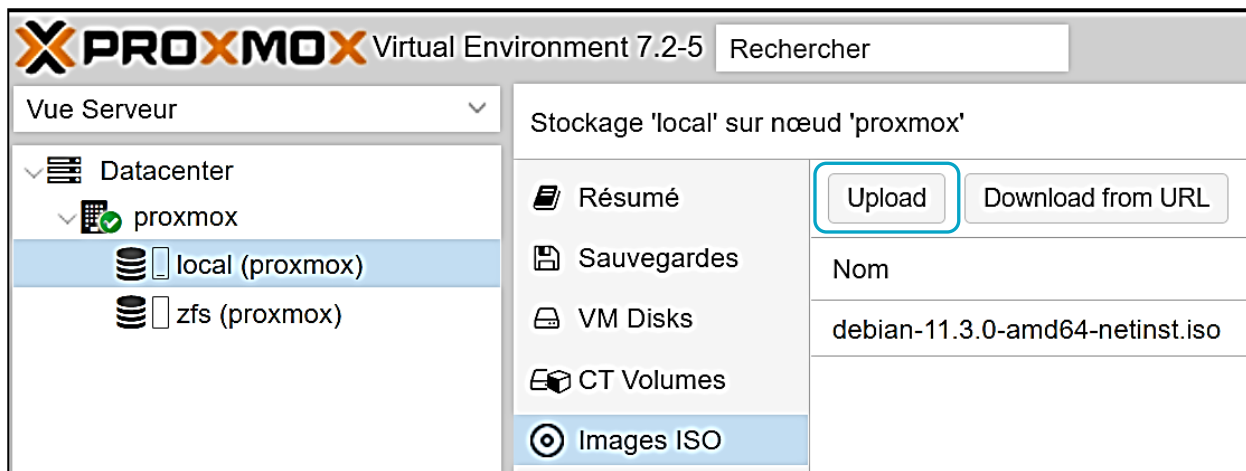 PROXMOX Virtual Environment 7.2-5 Rechercher
Vue Serveur
Datacenter
proxmox
local (proxmox)
zfs (proxmox)
Stockage 'local' sur nœud 'proxmox'
Résumé
Sauvegardes
VM Disks
CT Volumes
Images ISO
Upload Download from URL
Nom
debian-11.3.0-amd64-netinst.iso